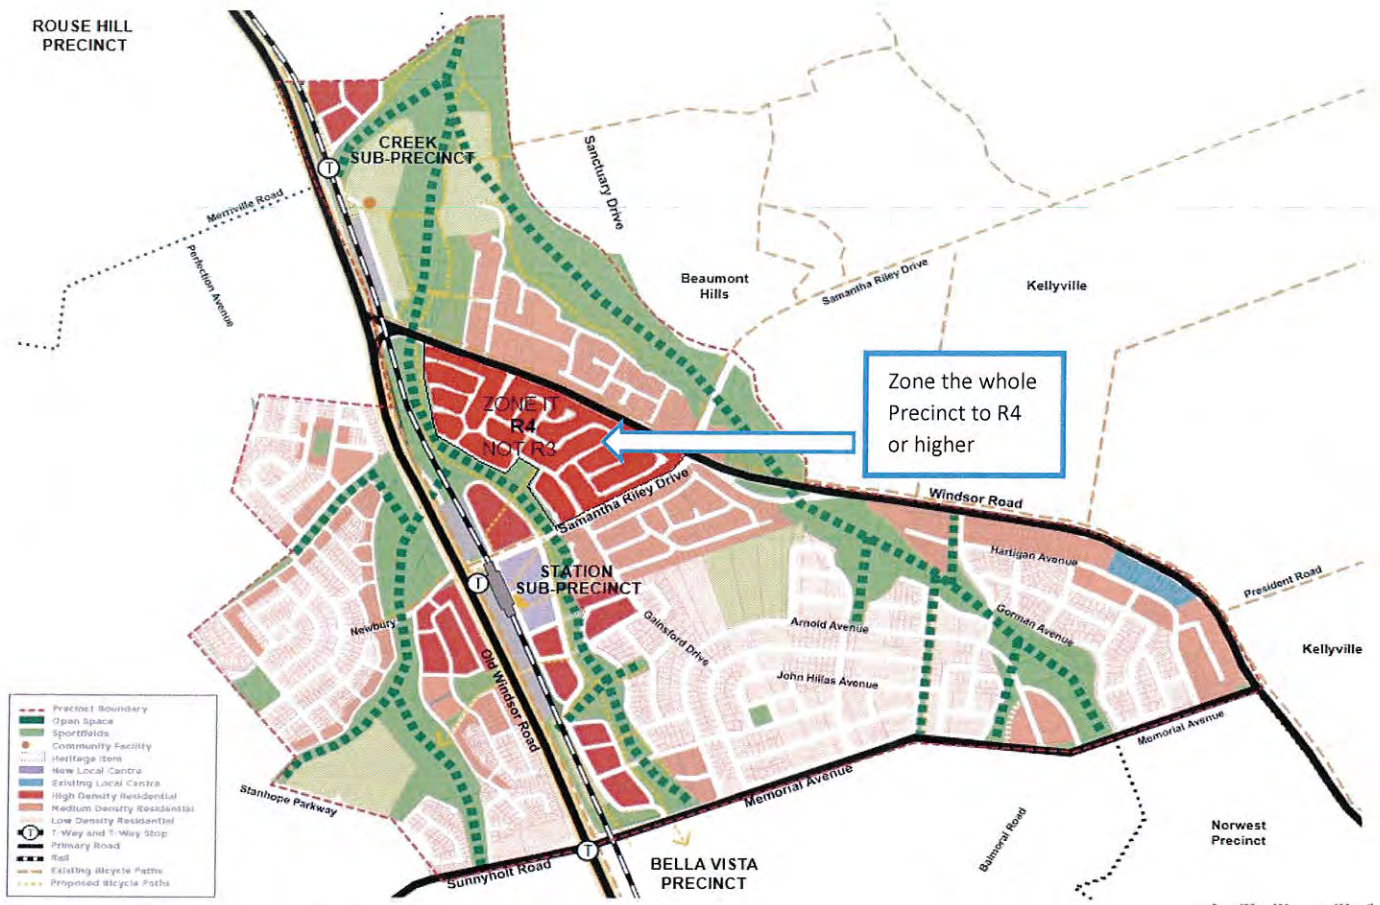 ROUSE HILL
PRECINCT
CREEK
SUB-PRECINCT
T
Merriville Road
Perfection Avenue
Sanctuary Drive
Beaumont
Hills
Samantha Riley Drive
Kellyville
Zone the whole
Precinct to R4
or higher
ZONE IT
R4
NOT R3
Samantha Riley Drive
Windsor Road
Hartigan Avenue
President Road
T
STATION
SUB-PRECINCT
Newbury
Old Windsor Road
Gainsford Drive
Arnold Avenue
Gorman Avenue
John Hillas Avenue
Kellyville
Memorial Avenue
Memorial Avenue
Stanhope Parkway
Sunnyholt Road
T
BELLA VISTA
PRECINCT
Balmoral Road
Norwest
Precinct
Precinct Boundary
Open Space
Sportfields
Community Facility
Heritage Item
New Local Centre
Existing Local Centre
High Density Residential
Medium Density Residential
Low Density Residential
T T-Way and T-Way Stop
Primary Road
Rail
Existing Bicycle Paths
Proposed Bicycle Paths